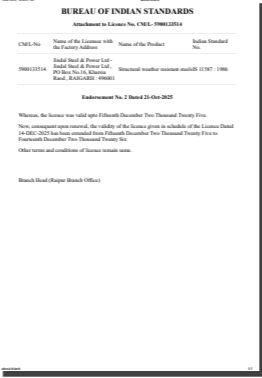 BUREAU OF INDIAN STANDARDS
Attachment to Licence No. CM/L- 5900133514
CM/L-No
Name of the Licensee with the Factory Address
Name of the Product
Indian Standard No.
5900133514
Jindal Steel & Power Ltd -
Jindal Steel & Power Ltd ,
PO Box No.16, Kharsia
Road , RAIGARH : 496001
Structural weather resistant steels
IS 11587 : 1986
Endorsement No. 2 Dated 21-Oct-2025
Whereas, the licence was valid upto Fifteenth December Two Thousand Twenty Five.
Now, consequent upon renewal, the validity of the licence given in schedule of the Licence Dated
14-DEC-2025 has been extended from Fifteenth December Two Thousand Twenty Five to
Fourteenth December Two Thousand Twenty Six
Other terms and conditions of licence remain same.
Branch Head (Raipur Branch Office)